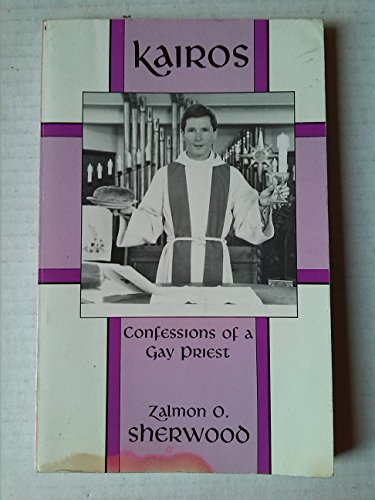 Kairos
Confessions of a
Gay Priest
Zalmon O.
Sherwood